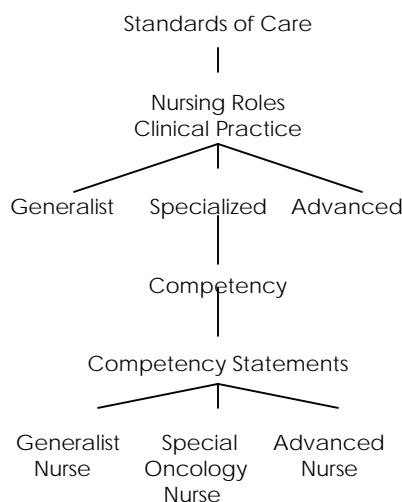 Standards of Care
Nursing Roles
Clinical Practice
Generalist Specialized Advanced
Competency
Competency Statements
Generalist Special Advanced
Nurse Oncology Nurse
Nurse